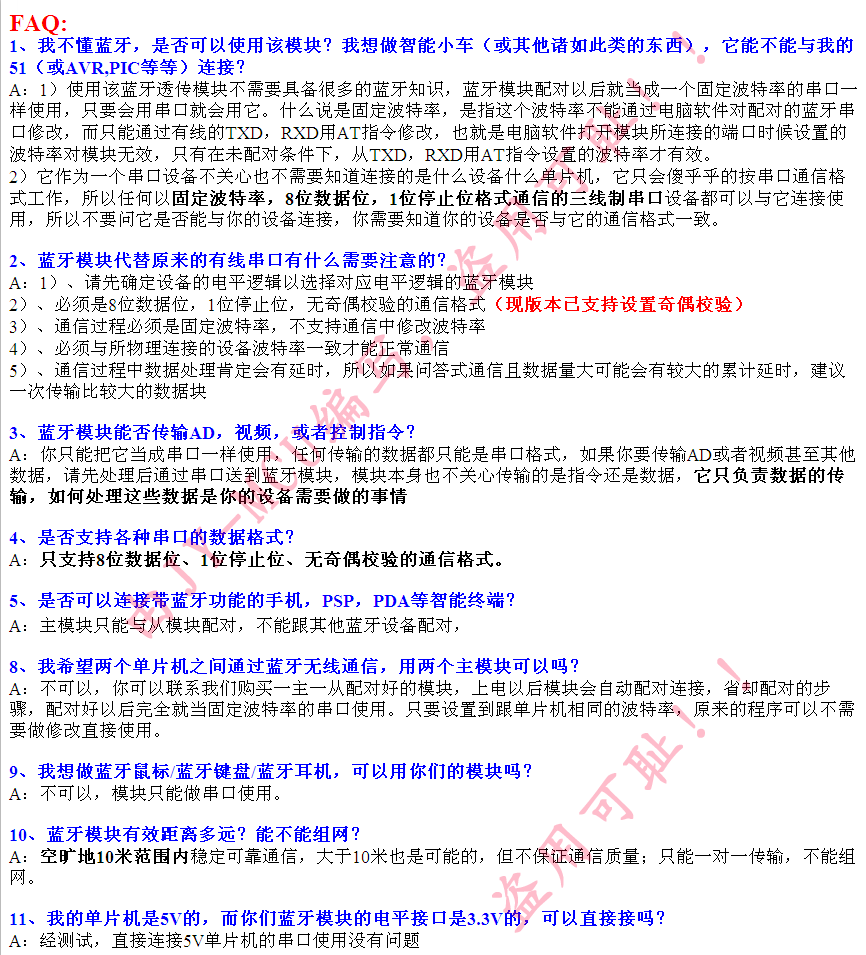 FAQ:
1、我不懂蓝牙，是否可以使用该模块？我想做智能小车（或其他诸如此类的东西），它能不能与我的
51（或AVR,PIC等等）连接？
A：1）使用该蓝牙透传模块不需要具备很多的蓝牙知识，蓝牙模块配对以后就当成一个固定波特率的串口一
样使用，只要会用串口就会用它。什么说是固定波特率，是指这个波特率不能通过电脑软件对配对的蓝牙串
口修改，而只能通过有线的TXD，RXD用AT指令修改，也就是电脑软件打开模块所连接的端口时候设置的
波特率对模块无效，只有在未配对条件下，从TXD，RXD用AT指令设置的波特率才有效。
2）它作为一个串口设备不关心也不需要知道连接的是什么设备什么单片机，它只会傻乎乎的按串口通信格
式工作，所以任何以固定波特率，8位数据位，1位停止位格式通信的三线制串口设备都可以与它连接使
用，所以不要问它是否能与你的设备连接，你需要知道你的设备是否与它的通信格式一致。
2、蓝牙模块代替原来的有线串口有什么需要注意的？
A：1）、请先确定设备的电平逻辑以选择对应电平逻辑的蓝牙模块
2）、必须是8位数据位，1位停止位，无奇偶校验的通信格式（现版本已支持设置奇偶校验）
3）、通信过程必须是固定波特率，不支持通信中修改波特率
4）、必须与所物理连接的设备波特率一致才能正常通信
5）、通信过程中数据处理肯定会有延时，所以如果问答式通信且数据量大可能会有较大的累计延时，建议
一次传输比较大的数据块
3、蓝牙模块能否传输AD，视频，或者控制指令？
A：你只能把它当成串口一样使用，任何传输的数据都只能是串口格式，如果你要传输AD或者视频甚至其他
数据，请先处理后通过串口送到蓝牙模块，模块本身也不关心传输的是指令还是数据，它只负责数据的传
输，如何处理这些数据是你的设备需要做的事情
4、是否支持各种串口的数据格式？
A：只支持8位数据位、1位停止位、无奇偶校验的通信格式。
5、是否可以连接带蓝牙功能的手机，PSP，PDA等智能终端？
A：主模块只能与从模块配对，不能跟其他蓝牙设备配对，
8、我希望两个单片机之间通过蓝牙无线通信，用两个主模块可以吗？
A：不可以，你可以联系我们购买一主一从配对好的模块，上电以后模块会自动配对连接，省却配对的步
骤，配对好以后完全就当固定波特率的串口使用。只要设置到跟单片机相同的波特率，原来的程序可以不需
要做修改直接使用。
9、我想做蓝牙鼠标/蓝牙键盘/蓝牙耳机，可以用你们的模块吗？
A：不可以，模块只能做串口使用。
10、蓝牙模块有效距离多远？能不能组网？
A：空旷地10米范围内稳定可靠通信，大于10米也是可能的，但不保证通信质量；只能一对一传输，不能组
网。
11、我的单片机是5V的，而你们蓝牙模块的电平接口是3.3V的，可以直接接吗？
A：经测试，直接连接5V单片机的串口使用没有问题
由JY-MCU编写，盗用可耻！！
盗用可耻！！